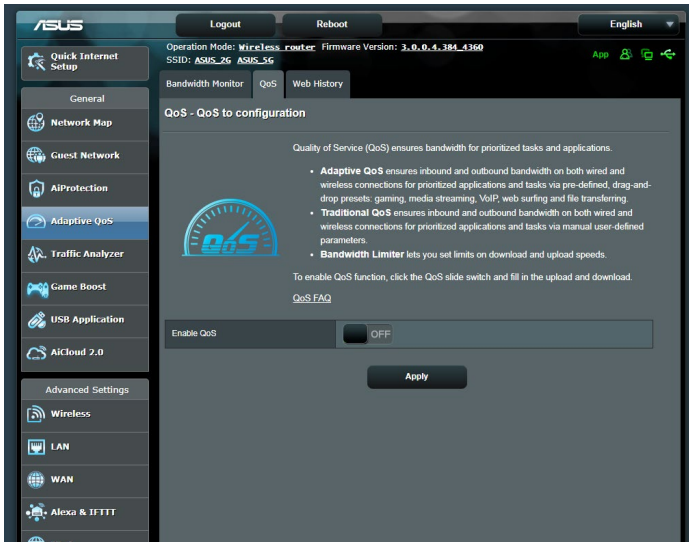 ASUS
Logout
Reboot
English
Quick Internet
Setup
Operation Mode: Wireless router Firmware Version: 3.0.0.4.384_4360
SSID: ASUS_2G ASUS_5G
App
Bandwidth Monitor
QoS
Web History
General
Network Map
Guest Network
AiProtection
Adaptive QoS
Traffic Analyzer
Game Boost
USB Application
AiCloud 2.0
Advanced Settings
Wireless
LAN
WAN
Alexa & IFTTT
QoS - QoS to configuration
Quality of Service (QoS) ensures bandwidth for prioritized tasks and applications.
• Adaptive QoS ensures inbound and outbound bandwidth on both wired and
wireless connections for prioritized applications and tasks via pre-defined, drag-and-
drop presets: gaming, media streaming, VoIP, web surfing and file transferring.
• Traditional QoS ensures inbound and outbound bandwidth on both wired and
wireless connections for prioritized applications and tasks via manual user-defined
parameters.
• Bandwidth Limiter lets you set limits on download and upload speeds.
QoS
To enable QoS function, click the QoS slide switch and fill in the upload and download.
QoS FAQ
Enable QoS
OFF
Apply